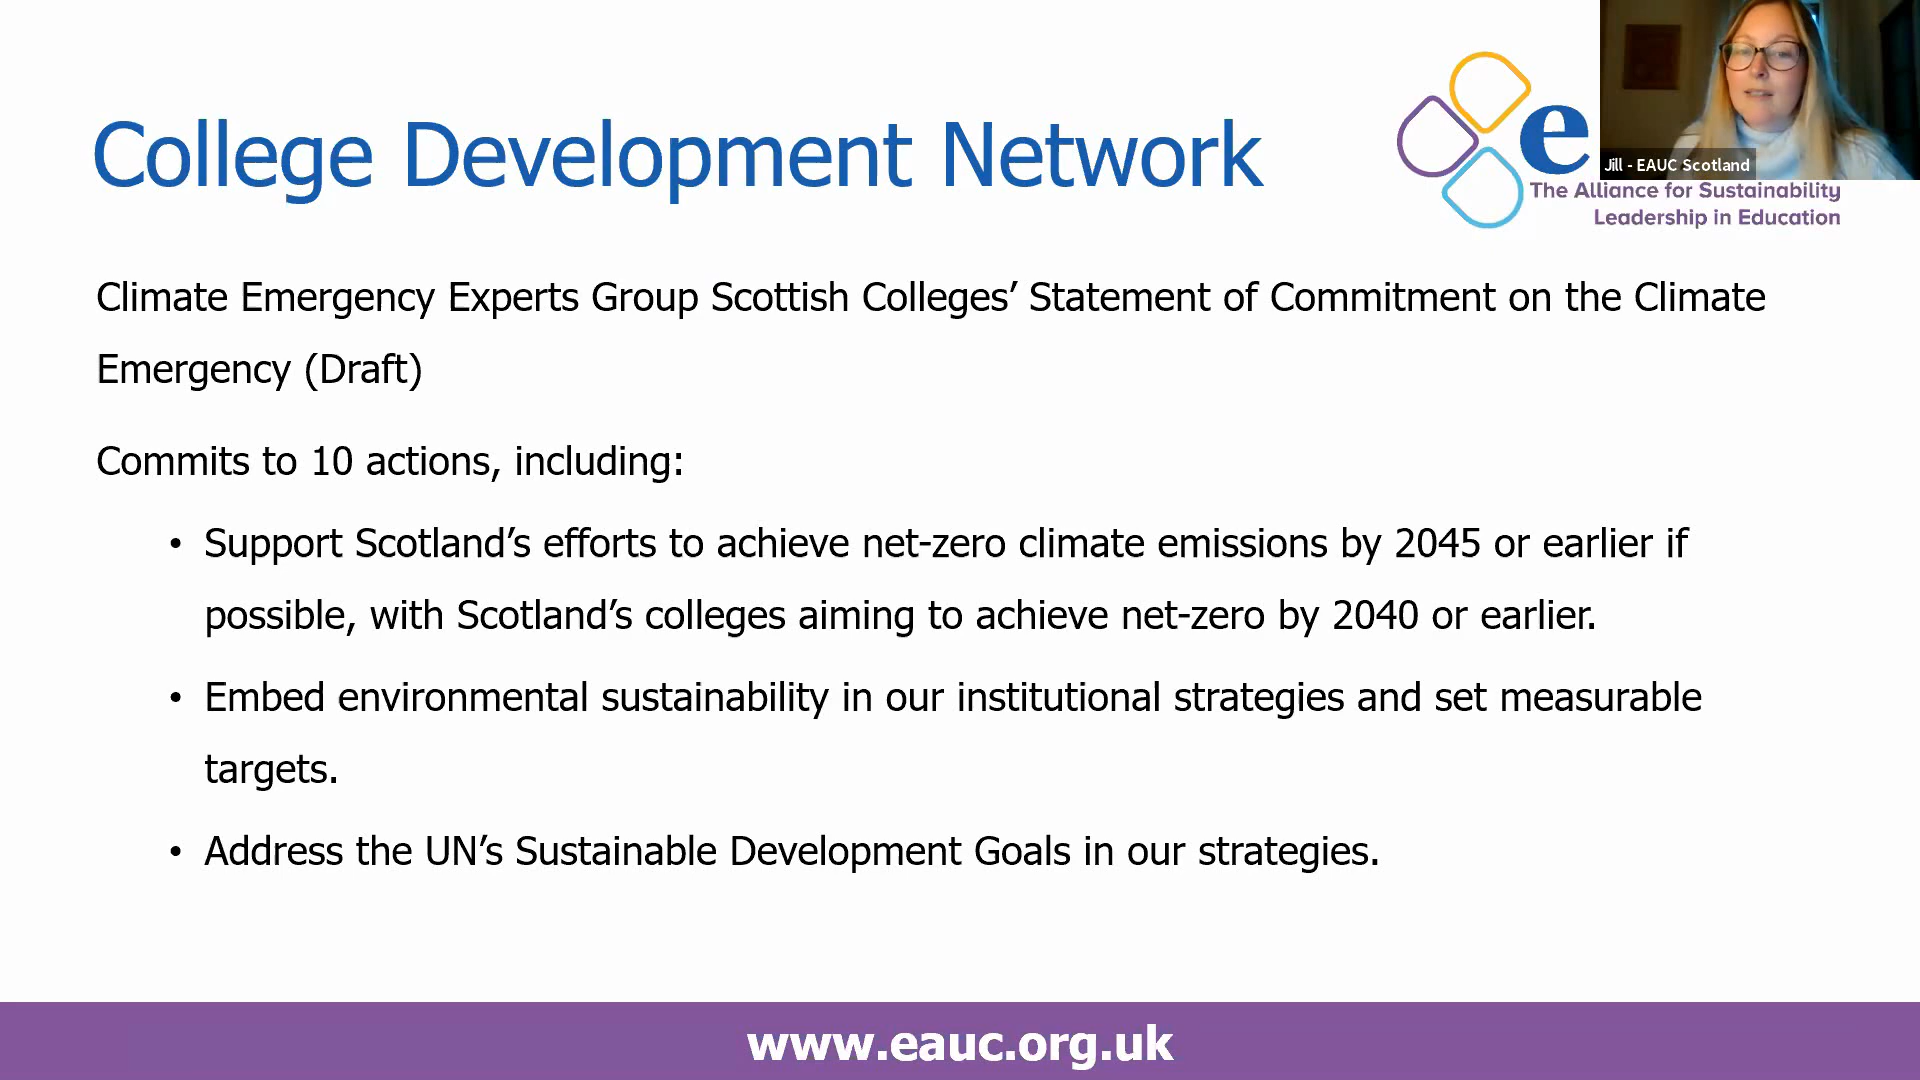 College Development Network
e
Jill - EAUC Scotland
The Alliance for Sustainability
Leadership in Education
Climate Emergency Experts Group Scottish Colleges’ Statement of Commitment on the Climate
Emergency (Draft)
Commits to 10 actions, including:
• Support Scotland’s efforts to achieve net-zero climate emissions by 2045 or earlier if
possible, with Scotland’s colleges aiming to achieve net-zero by 2040 or earlier.
• Embed environmental sustainability in our institutional strategies and set measurable
targets.
• Address the UN’s Sustainable Development Goals in our strategies.
www.eauc.org.uk